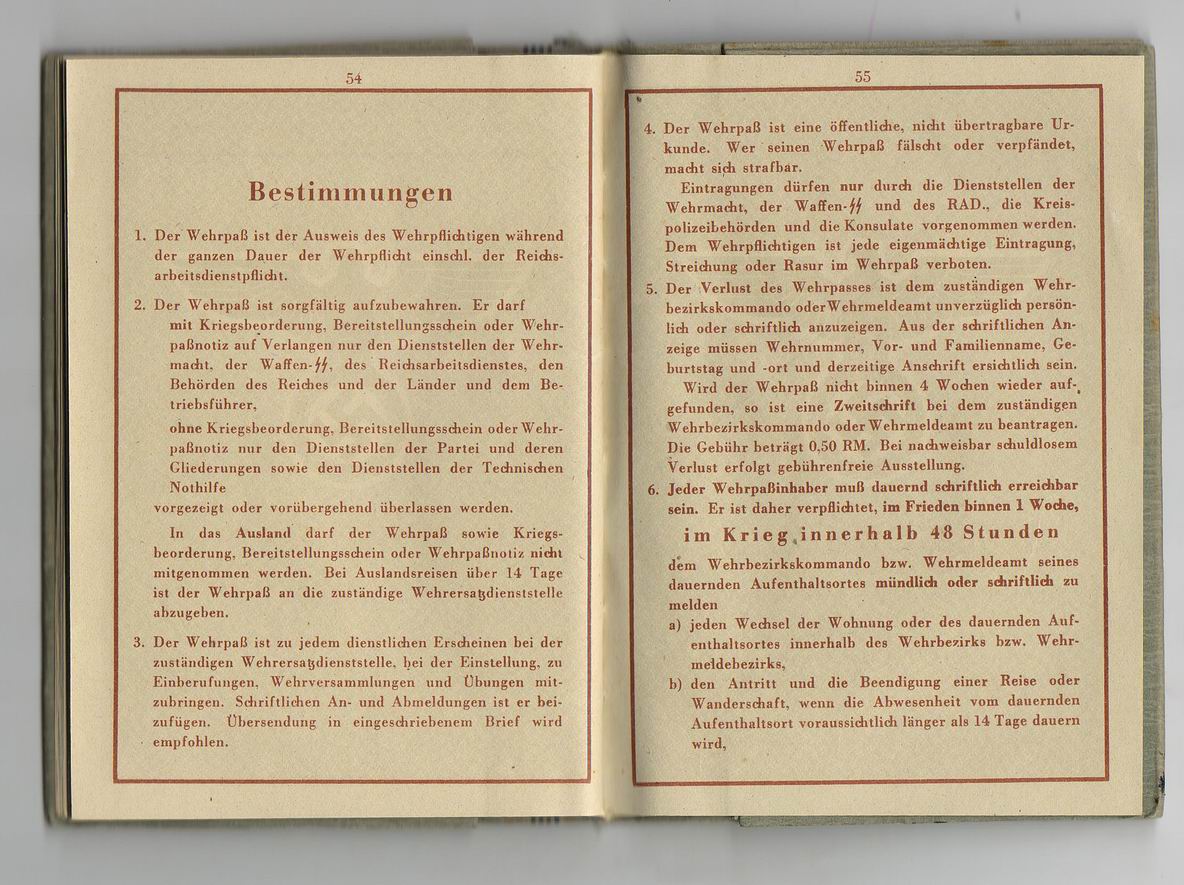 54
Bestimmungen
1. Der Wehrpaß ist der Ausweis des Wehrpflichtigen während
der ganzen Dauer der Wehrpflicht einschl. der Reichs-
arbeitsdienstpflicht.
2. Der Wehrpaß ist sorgfältig aufzubewahren. Er darf
mit Kriegsbeorderung, Bereitstellungsschein oder Wehr-
paßnotiz auf Verlangen nur den Dienststellen der Wehr-
macht, der Waffen-ᛋᛋ, des Reichsarbeitsdienstes, den
Behörden des Reiches und der Länder und dem Be-
triebsführer,
ohne Kriegsbeorderung, Bereitstellungsschein oder Wehr-
paßnotiz nur den Dienststellen der Partei und deren
Gliederungen sowie den Dienststellen der Technischen
Nothilfe
vorgezeigt oder vorübergehend überlassen werden.
In das Ausland darf der Wehrpaß sowie Kriegs-
beorderung, Bereitstellungsschein oder Wehrpaßnotiz nicht
mitgenommen werden. Bei Auslandsreisen über 14 Tage
ist der Wehrpaß an die zuständige Wehrersatzdienststelle
abzugeben.
3. Der Wehrpaß ist zu jedem dienstlichen Erscheinen bei der
zuständigen Wehrersatzdienststelle, bei der Einstellung, zu
Einberufungen, Wehrversammlungen und Übungen mit-
zubringen. Schriftlichen An- und Abmeldungen ist er bei-
zufügen. Übersendung in eingeschriebenem Brief wird
empfohlen.
55
4. Der Wehrpaß ist eine öffentliche, nicht übertragbare Ur-
kunde. Wer seinen Wehrpaß fälscht oder verpfändet,
macht sich strafbar.
Eintragungen dürfen nur durch die Dienststellen der
Wehrmacht, der Waffen-ᛋᛋ und des RAD., die Kreis-
polizeibehörden und die Konsulate vorgenommen werden.
Dem Wehrpflichtigen ist jede eigenmächtige Eintragung,
Streichung oder Rasur im Wehrpaß verboten.
5. Der Verlust des Wehrpasses ist dem zuständigen Wehr-
bezirkskommando oder Wehrmeldeamt unverzüglich persön-
lich oder schriftlich anzuzeigen. Aus der schriftlichen An-
zeige müssen Wehrnummer, Vor- und Familienname, Ge-
burtstag und -ort und derzeitige Anschrift ersichtlich sein.
Wird der Wehrpaß nicht binnen 4 Wochen wieder auf-
gefunden, so ist eine Zweitschrift bei dem zuständigen
Wehrbezirkskommando oder Wehrmeldeamt zu beantragen.
Die Gebühr beträgt 0,50 RM. Bei nachweisbar schuldlosem
Verlust erfolgt gebührenfreie Ausstellung.
6. Jeder Wehrpaßinhaber muß dauernd schriftlich erreichbar
sein. Er ist daher verpflichtet, im Frieden binnen 1 Woche,
im Krieg innerhalb 48 Stunden
dem Wehrbezirkskommando bzw. Wehrmeldeamt seines
dauernden Aufenthaltsortes mündlich oder schriftlich zu
melden
a) jeden Wechsel der Wohnung oder des dauernden Auf-
enthaltsortes innerhalb des Wehrbezirks bzw. Wehr-
meldebezirks,
b) den Antritt und die Beendigung einer Reise oder
Wanderschaft, wenn die Abwesenheit vom dauernden
Aufenthaltsort voraussichtlich länger als 14 Tage dauern
wird,